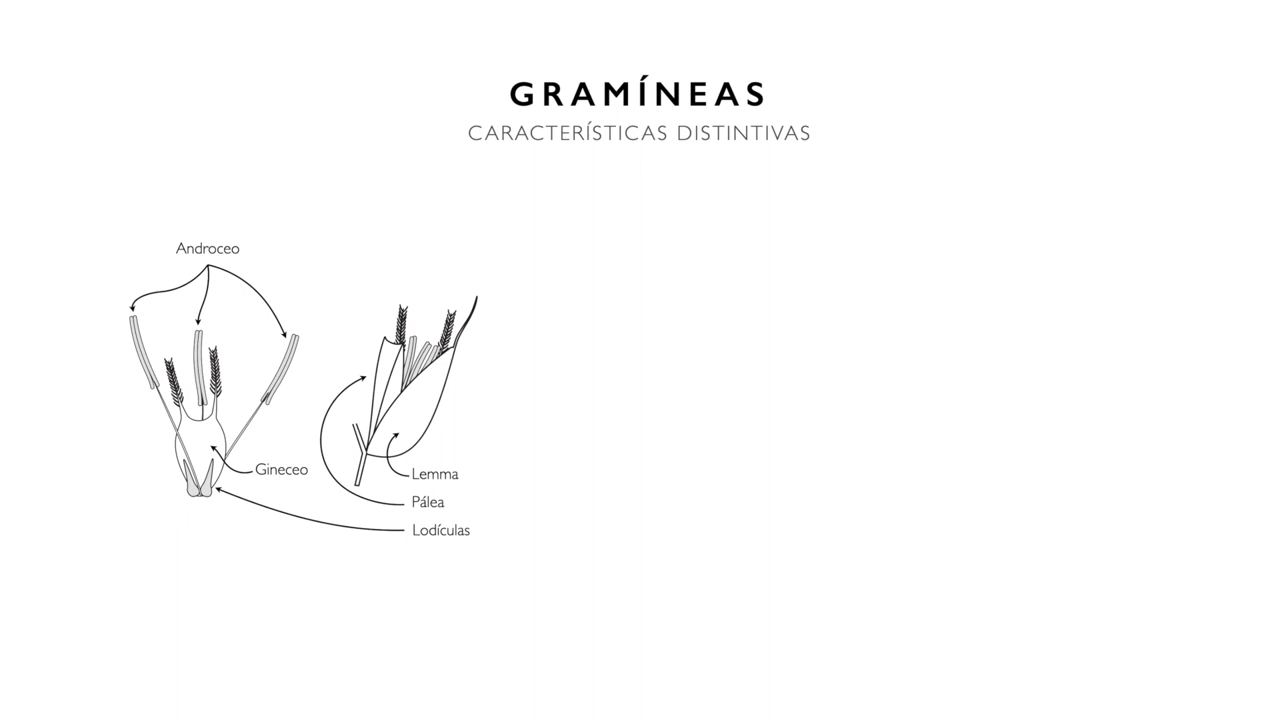 GRAMÍNEAS
CARACTERÍSTICAS DISTINTIVAS
Androceo
Gineceo
Lemma
Pálea
Lodículas